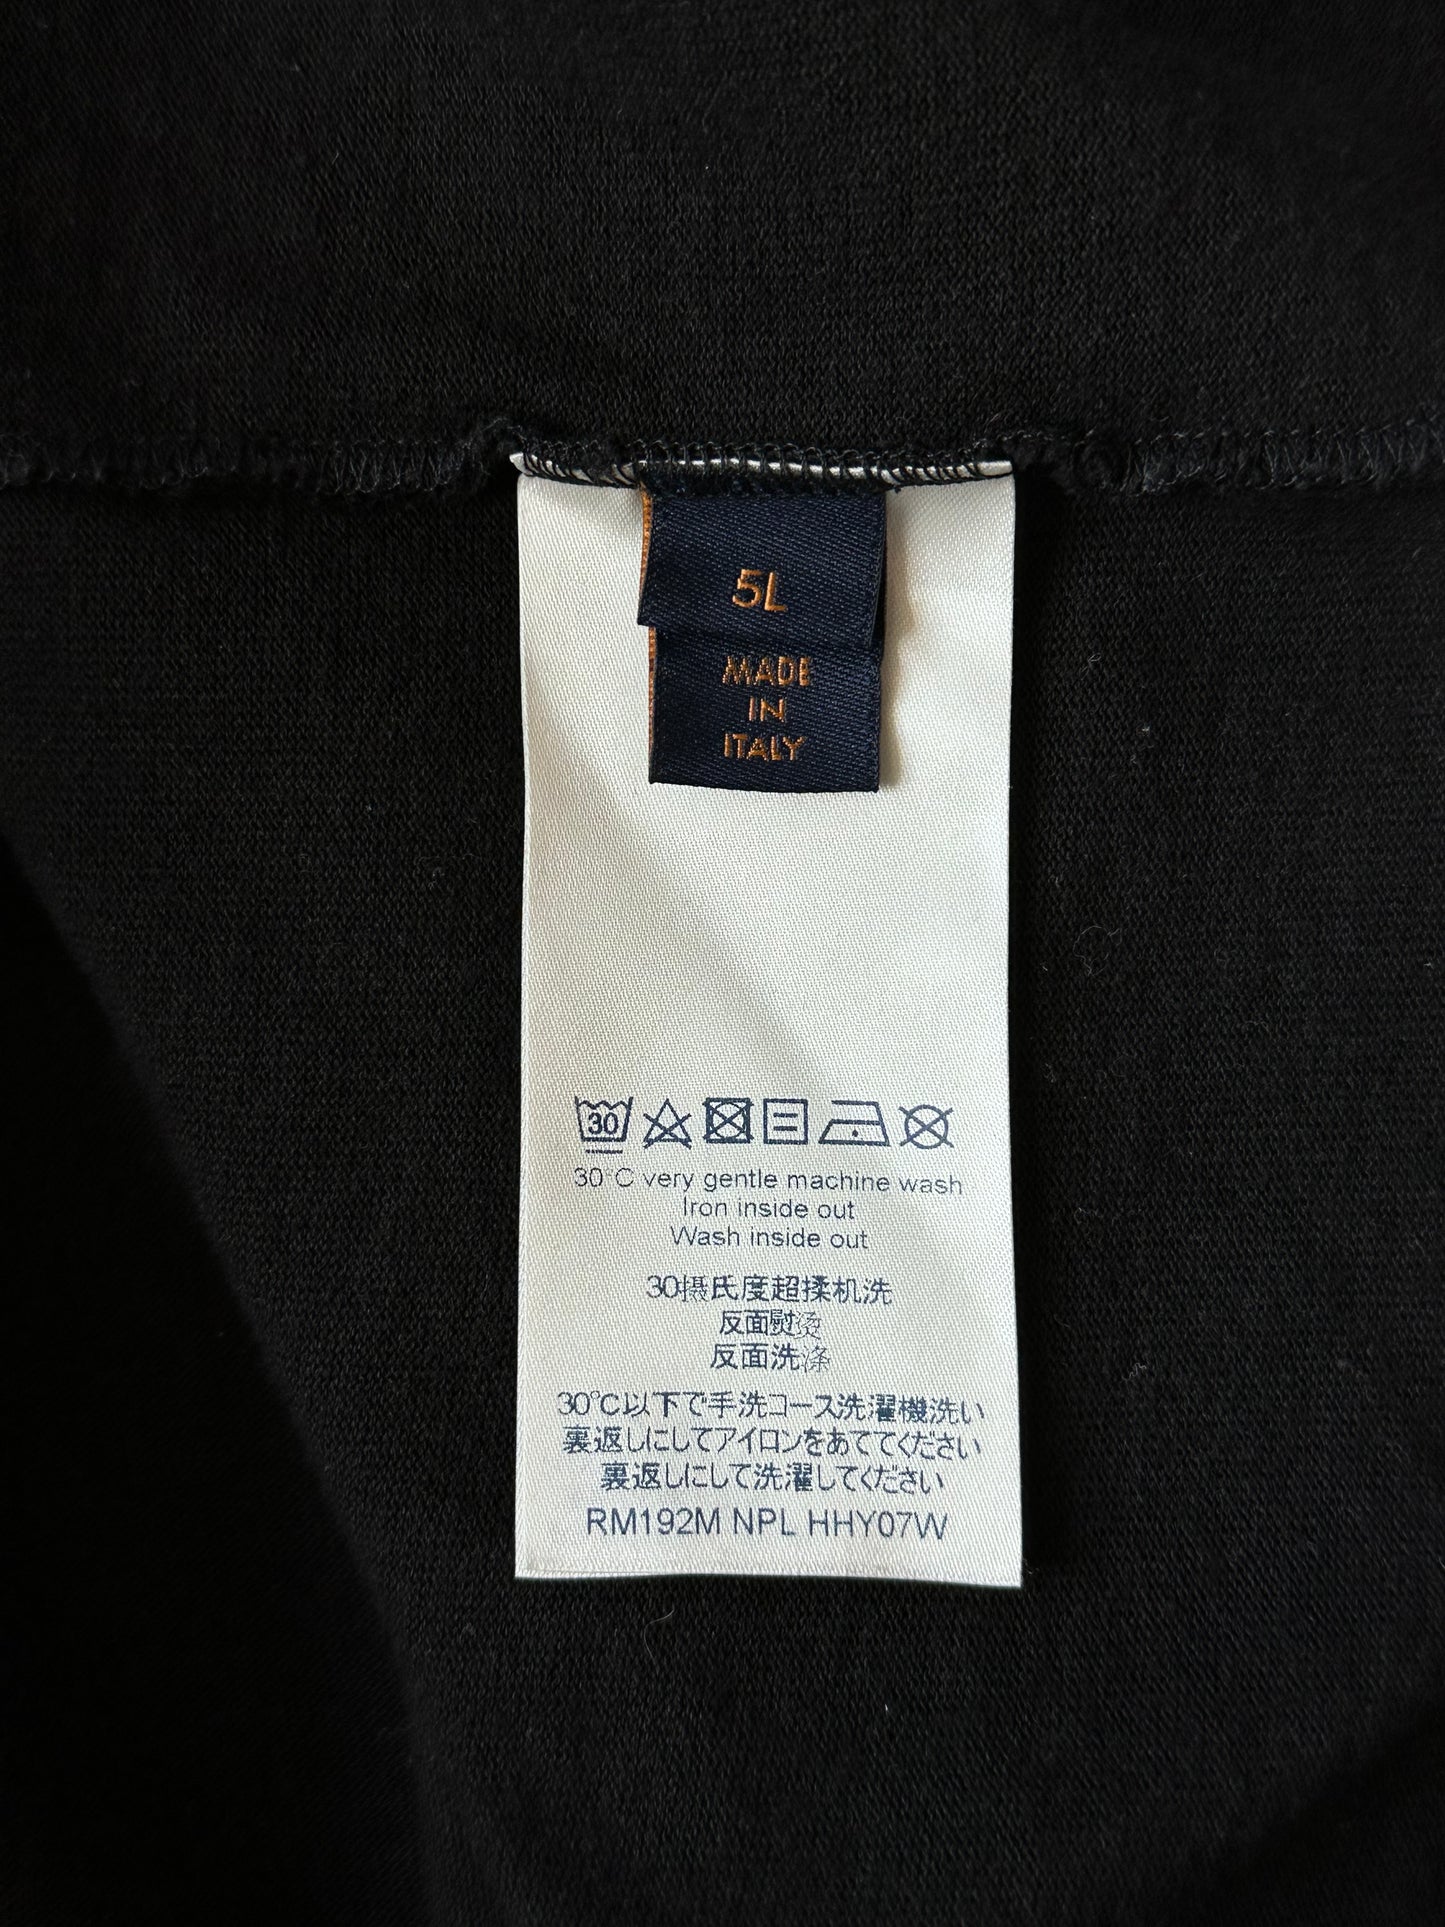 5L
MADE
IN
ITALY
30
30°C very gentle machine wash
Iron inside out
Wash inside out
30摄氏度超揉机洗
反面熨烫
反面洗涤
30℃以下で手洗コース洗濯機洗い
裏返しにしてアイロンをあててください
裏返しにして洗濯してください
RM192M NPL HHY07W